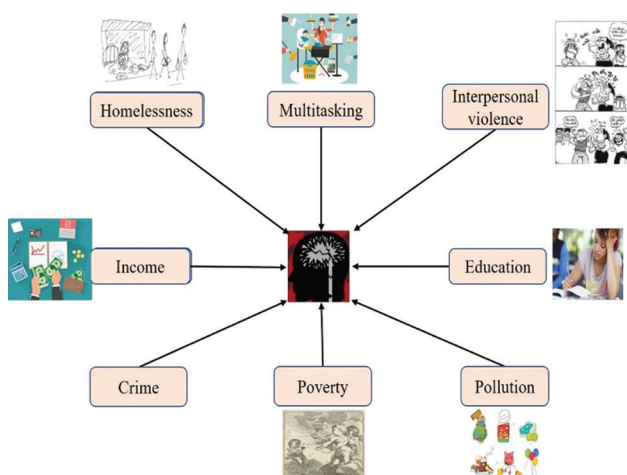 Homelessness
Multitasking
Interpersonal
violence
Income
Education
Crime
Poverty
Pollution